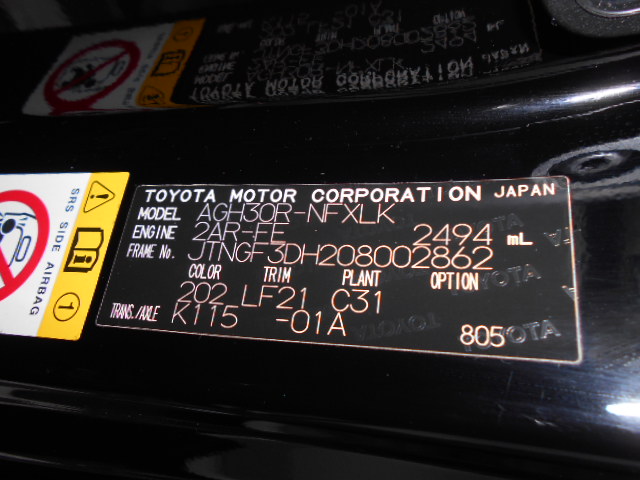 TOYOTA MOTOR CORPORATION JAPAN
MODEL AGH30R-NFXLK
ENGINE 2AR-FE 2494 mL
FRAME No. JTNGF3DH208002862
COLOR TRIM PLANT OPTION
202 LF21 C31
TRANS./AXLE K115 -01A
805
SRS SIDE AIRBAG
1